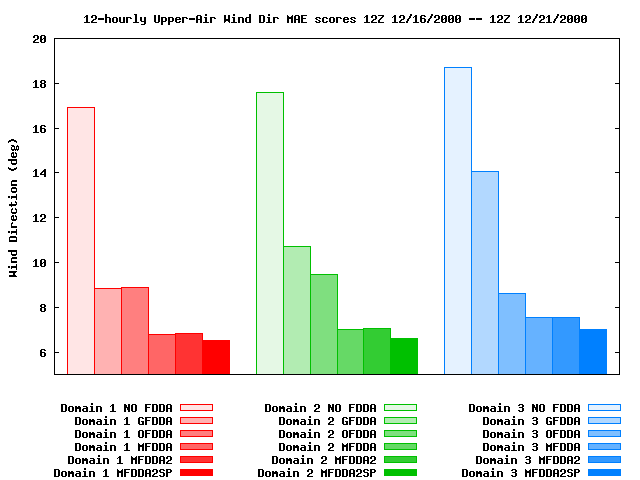 12-hourly Upper-Air Wind Dir MAE scores 12Z 12/16/2000 -- 12Z 12/21/2000
20
18
16
14
12
10
8
6
Wind Direction (deg)
Domain 1 NO FDDA Domain 2 NO FDDA Domain 3 NO FDDA
Domain 1 GFDDA Domain 2 GFDDA Domain 3 GFDDA
Domain 1 OFDDA Domain 2 OFDDA Domain 3 OFDDA
Domain 1 MFDDA Domain 2 MFDDA Domain 3 MFDDA
Domain 1 MFDDA2 Domain 2 MFDDA2 Domain 3 MFDDA2
Domain 1 MFDDA2SP Domain 2 MFDDA2SP Domain 3 MFDDA2SP